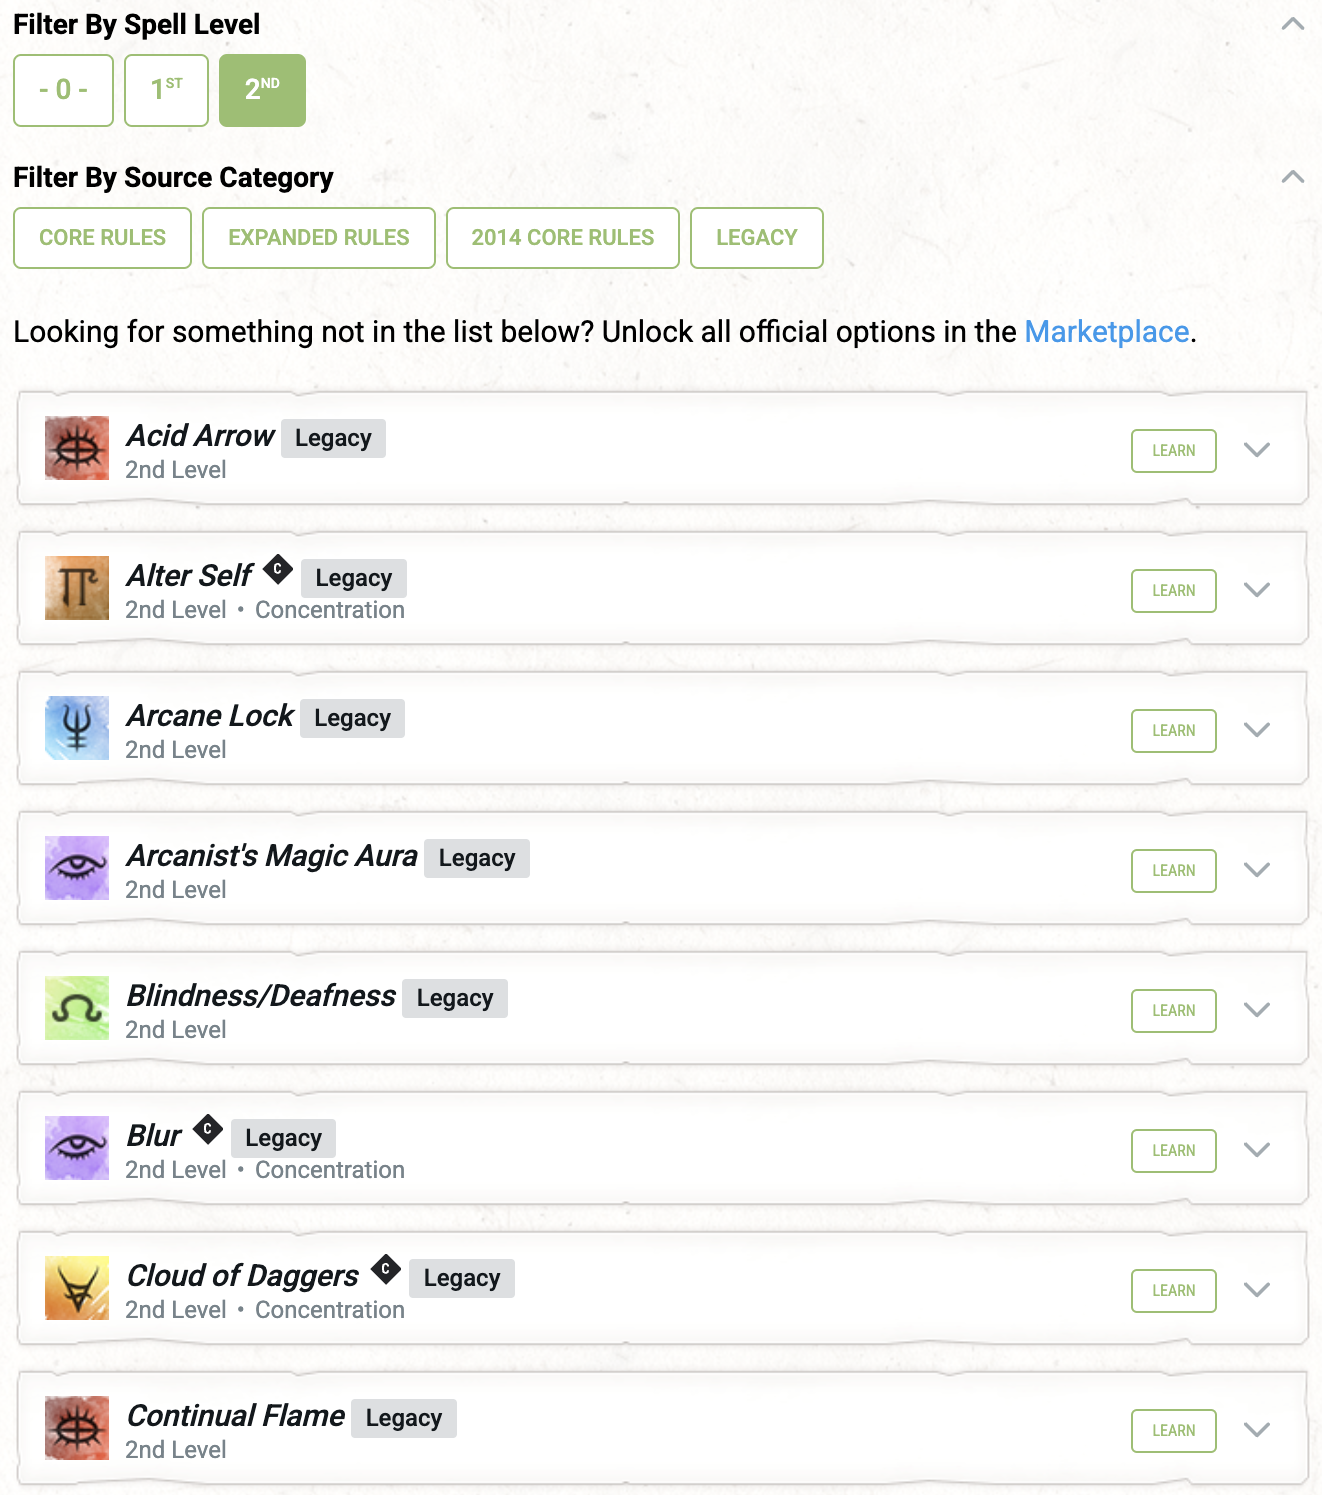 Filter By Spell Level
- 0 - 1ST 2ND
Filter By Source Category
CORE RULES EXPANDED RULES 2014 CORE RULES LEGACY
Looking for something not in the list below? Unlock all official options in the Marketplace.
Acid Arrow Legacy
2nd Level
LEARN
Alter Self C Legacy
2nd Level • Concentration
LEARN
Arcane Lock Legacy
2nd Level
LEARN
Arcanist's Magic Aura Legacy
2nd Level
LEARN
Blindness/Deafness Legacy
2nd Level
LEARN
Blur C Legacy
2nd Level • Concentration
LEARN
Cloud of Daggers C Legacy
2nd Level • Concentration
LEARN
Continual Flame Legacy
2nd Level
LEARN